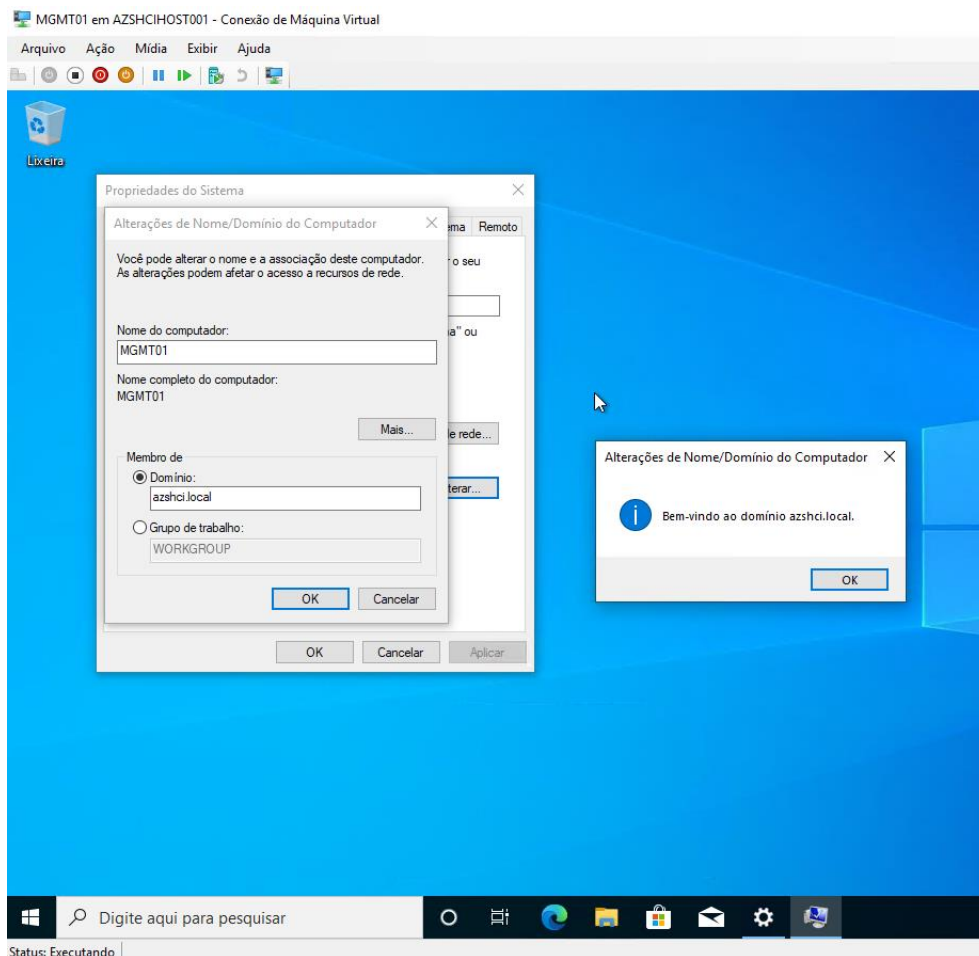 MGMT01 em AZSHCIHOST001 - Conexão de Máquina Virtual
Arquivo Ação Mídia Exibir Ajuda
Lixeira
Propriedades do Sistema
Alterações de Nome/Domínio do Computador
ema Remoto
Você pode alterar o nome e a associação deste computador.
As alterações podem afetar o acesso a recursos de rede.
o seu
Nome do computador:
a" ou
MGMT01
Nome completo do computador:
MGMT01
Mais...
e rede...
Membro de
Domínio:
azshci.local
terar...
Grupo de trabalho:
WORKGROUP
OK Cancelar
OK Cancelar Aplicar
Alterações de Nome/Domínio do Computador
Bem-vindo ao domínio azshci.local.
OK
Digite aqui para pesquisar
Status: Executando